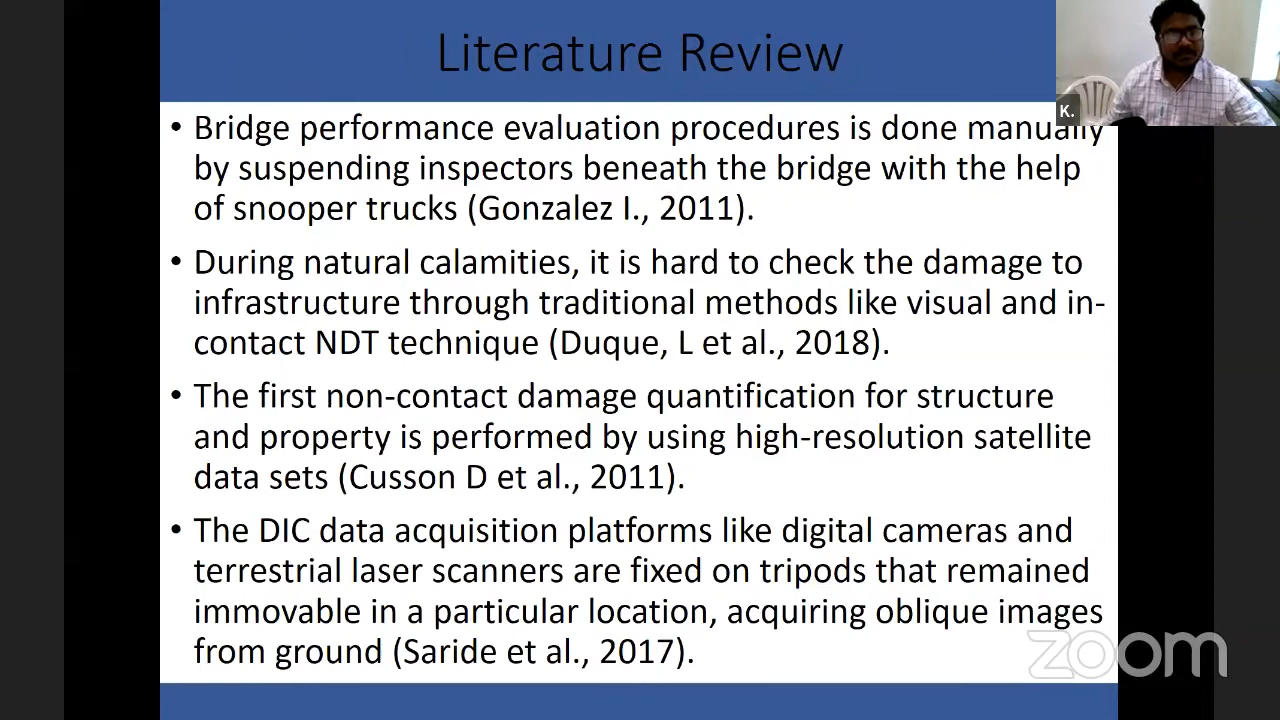 Literature Review
K.
• Bridge performance evaluation procedures is done manually
by suspending inspectors beneath the bridge with the help
of snooper trucks (Gonzalez I., 2011).
• During natural calamities, it is hard to check the damage to
infrastructure through traditional methods like visual and in-
contact NDT technique (Duque, L et al., 2018).
• The first non-contact damage quantification for structure
and property is performed by using high-resolution satellite
data sets (Cusson D et al., 2011).
• The DIC data acquisition platforms like digital cameras and
terrestrial laser scanners are fixed on tripods that remained
immovable in a particular location, acquiring oblique images
from ground (Saride et al., 2017).
zoom